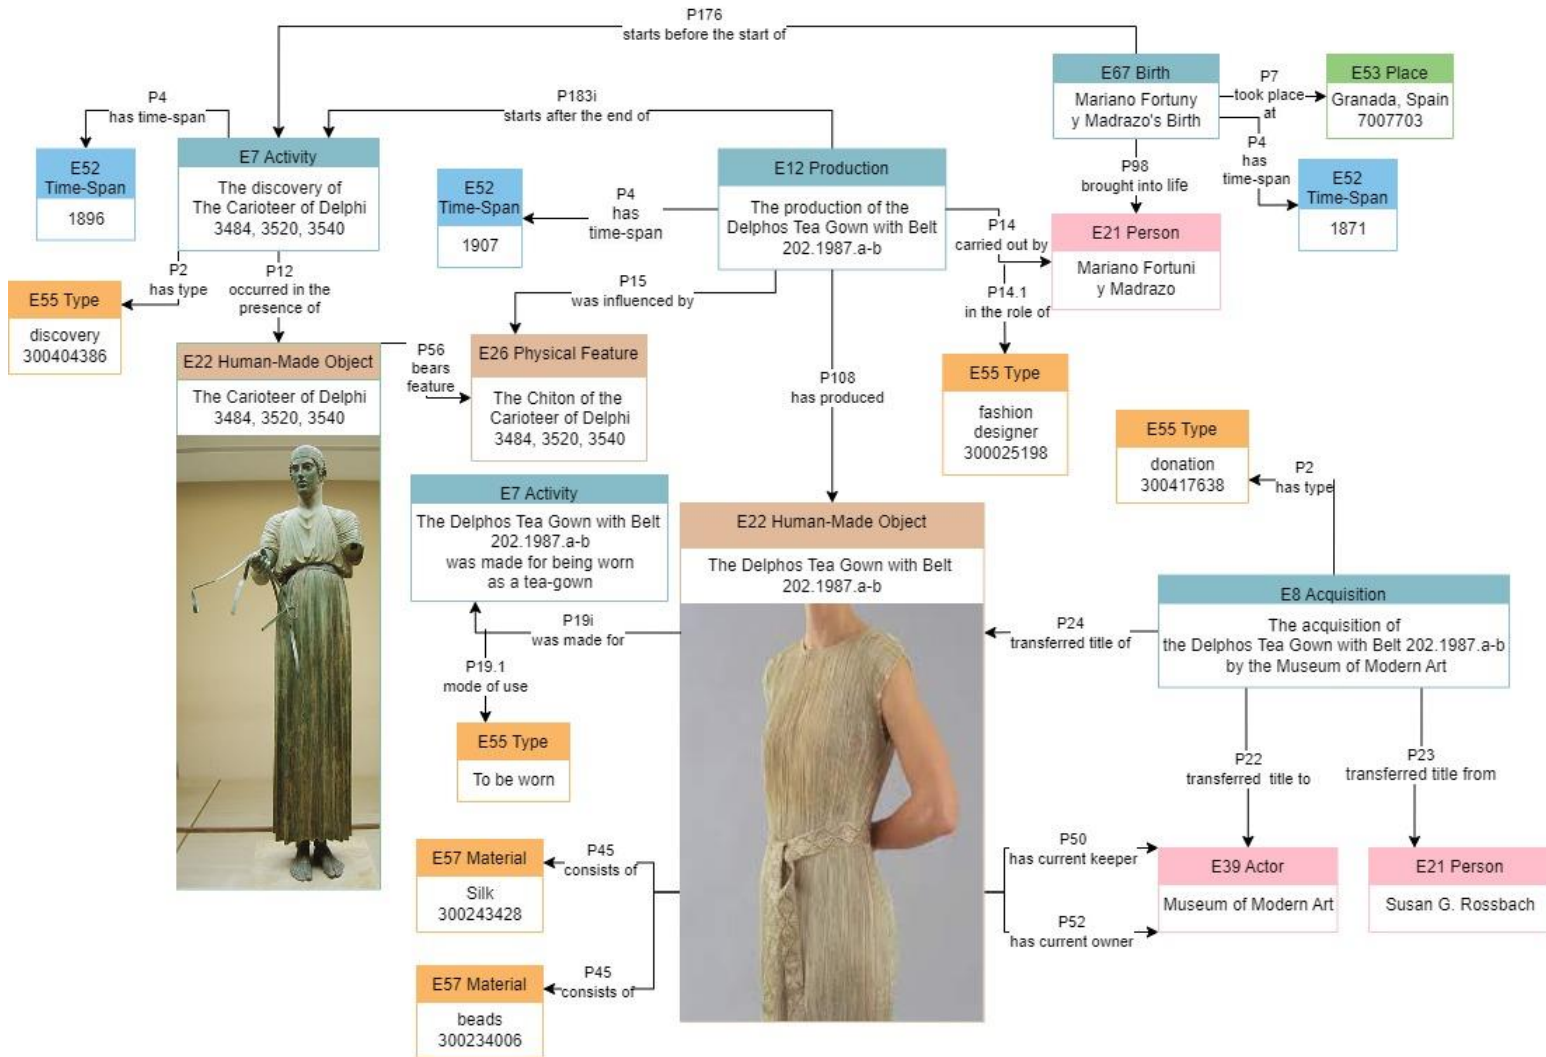 P176
starts before the start of
E67 Birth
Mariano Fortuny
y Madrazo's Birth
P7
took place
at
E53 Place
Granada, Spain
7007703
P4
has time-span
P183i
starts after the end of
P4
has
time-span
E52
Time-Span
1871
P98
brought into life
E52
Time-Span
1896
E7 Activity
The discovery of
The Carioteer of Delphi
3484, 3520, 3540
E52
Time-Span
1907
P4
has
time-span
E12 Production
The production of the
Delphos Tea Gown with Belt
202.1987.a-b
P14
carried out by
E21 Person
Mariano Fortuni
y Madrazo
P2
has type
P12
occurred in the
presence of
P15
was influenced by
P14.1
in the role of
E55 Type
discovery
300404386
E22 Human-Made Object
The Carioteer of Delphi
3484, 3520, 3540
P56
bears
feature
E26 Physical Feature
The Chiton of the
Carioteer of Delphi
3484, 3520, 3540
P108
has produced
E55 Type
fashion
designer
300025198
E55 Type
donation
300417638
P2
has type
E7 Activity
The Delphos Tea Gown with Belt
202.1987.a-b
was made for being worn
as a tea-gown
E22 Human-Made Object
The Delphos Tea Gown with Belt
202.1987.a-b
E8 Acquisition
The acquisition of
the Delphos Tea Gown with Belt 202.1987.a-b
by the Museum of Modern Art
P19i
was made for
P24
transferred title of
P19.1
mode of use
E55 Type
To be worn
P22
transferred title to
P23
transferred title from
P45
consists of
E57 Material
Silk
300243428
P50
has current keeper
E39 Actor
Museum of Modern Art
E21 Person
Susan G. Rossbach
P52
has current owner
P45
consists of
E57 Material
beads
300234006